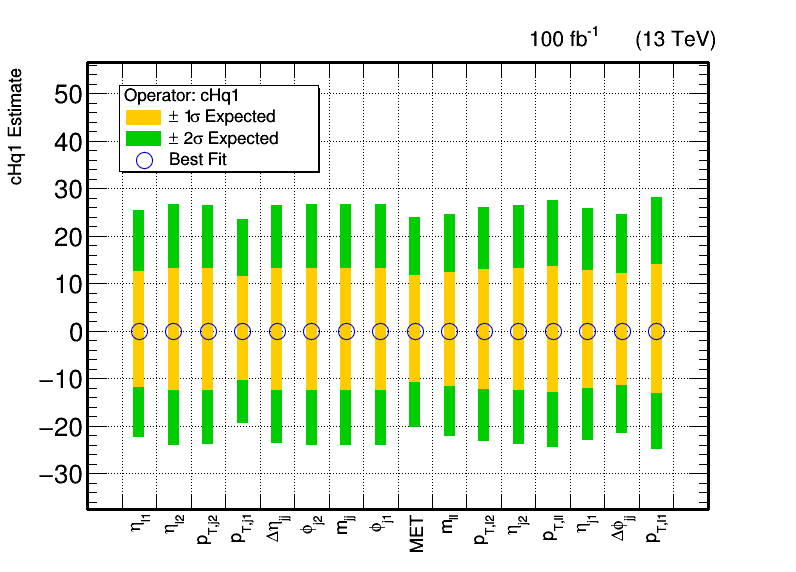 100 fb-1 (13 TeV)
cHq1 Estimate
Operator: cHq1
± 1σ Expected
± 2σ Expected
Best Fit
50
40
30
20
10
0
−10
−20
−30
ηl1 ηl2 pT,j2 pT,j1 Δηjj ϕj2 mjj ϕj1 MET mll pT,l2 ηj2 pT,ll ηj1 Δϕjj pT,l1